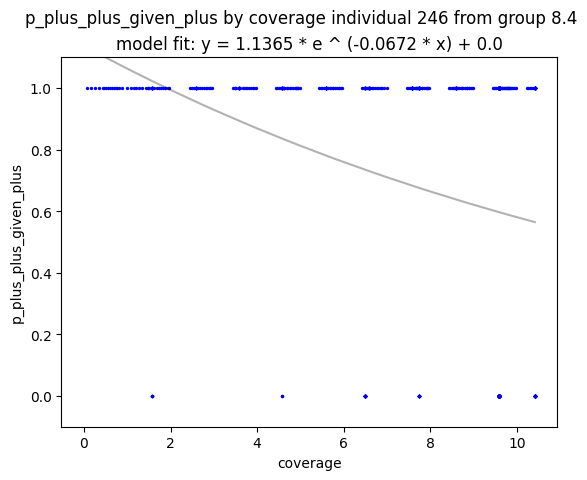 p_plus_plus_given_plus by coverage individual 246 from group 8.4
model fit: y = 1.1365 * e ^ (-0.0672 * x) + 0.0
1.0
0.8
0.6
0.4
0.2
0.0
p_plus_plus_given_plus
0 2 4 6 8 10
coverage